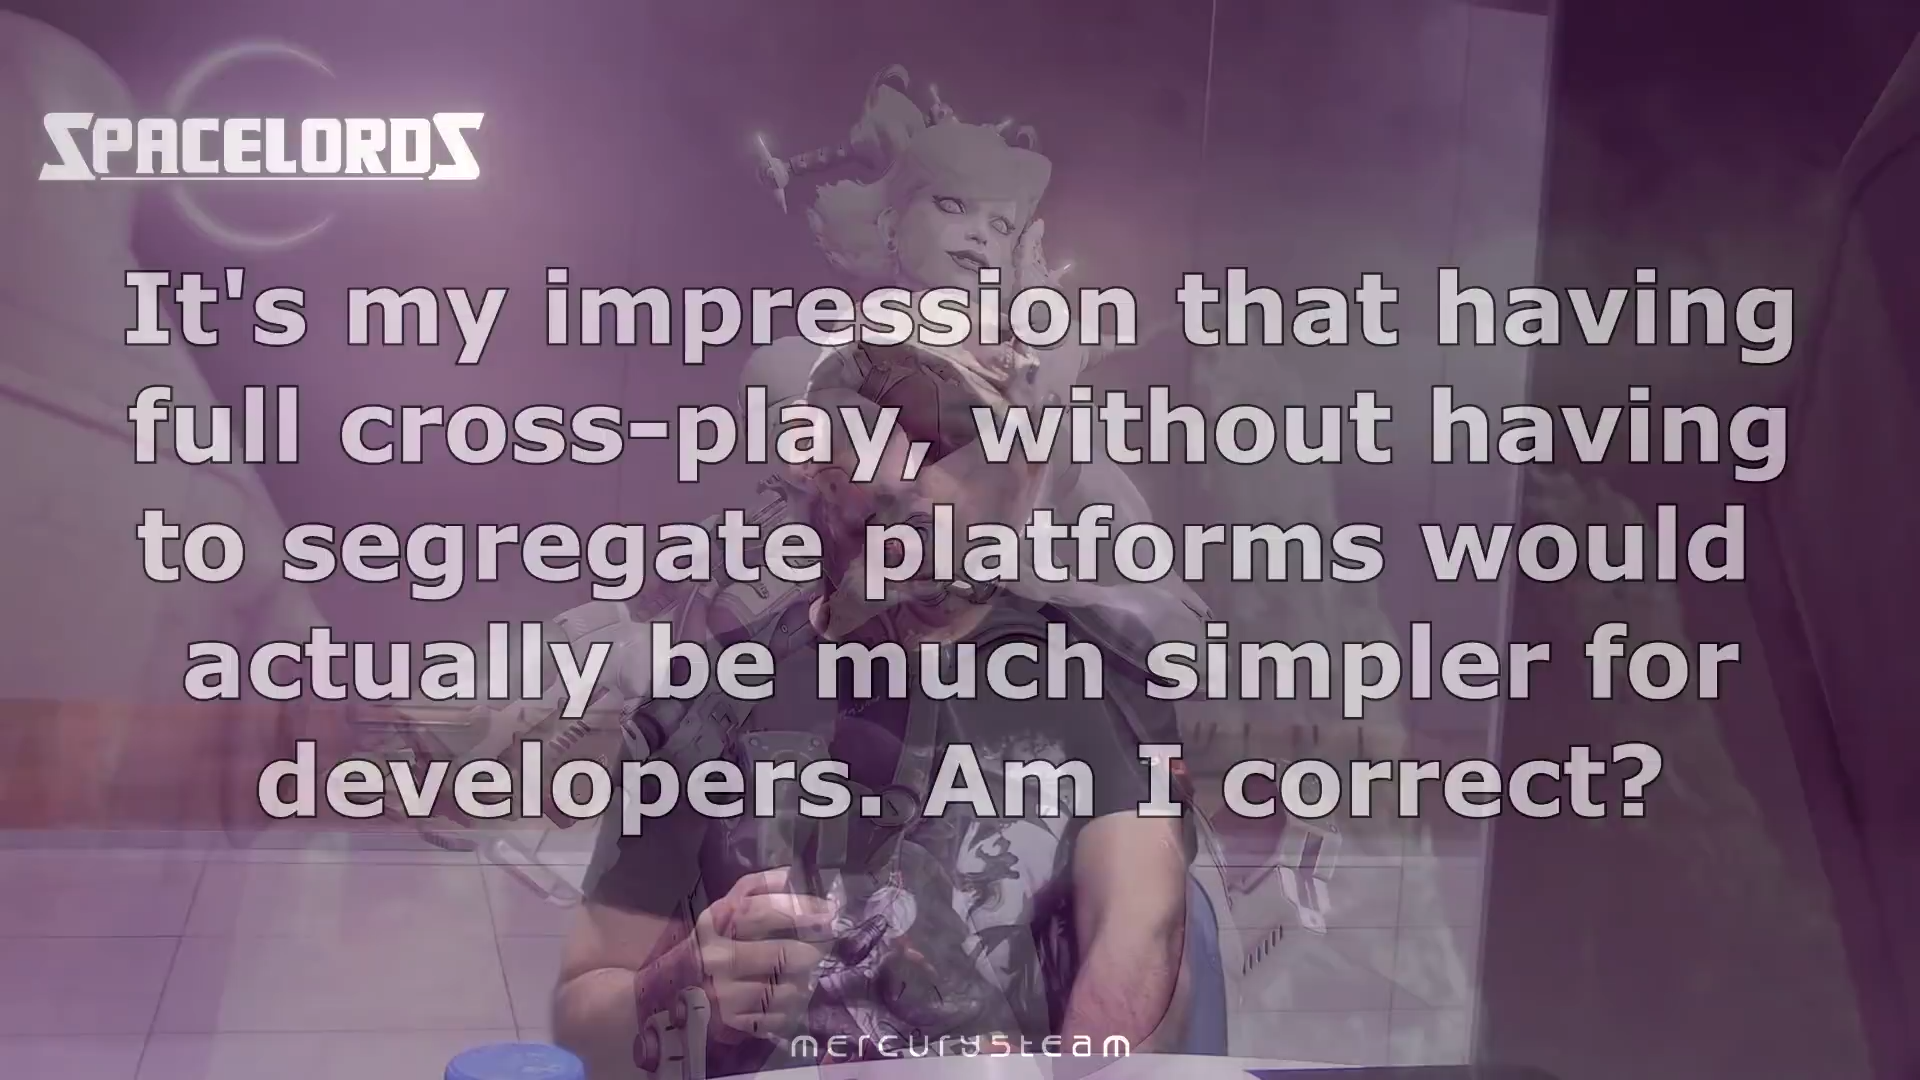 SPACELORDS
It's my impression that having
full cross-play, without having
to segregate platforms would
actually be much simpler for
developers. Am I correct?
mercurysteam